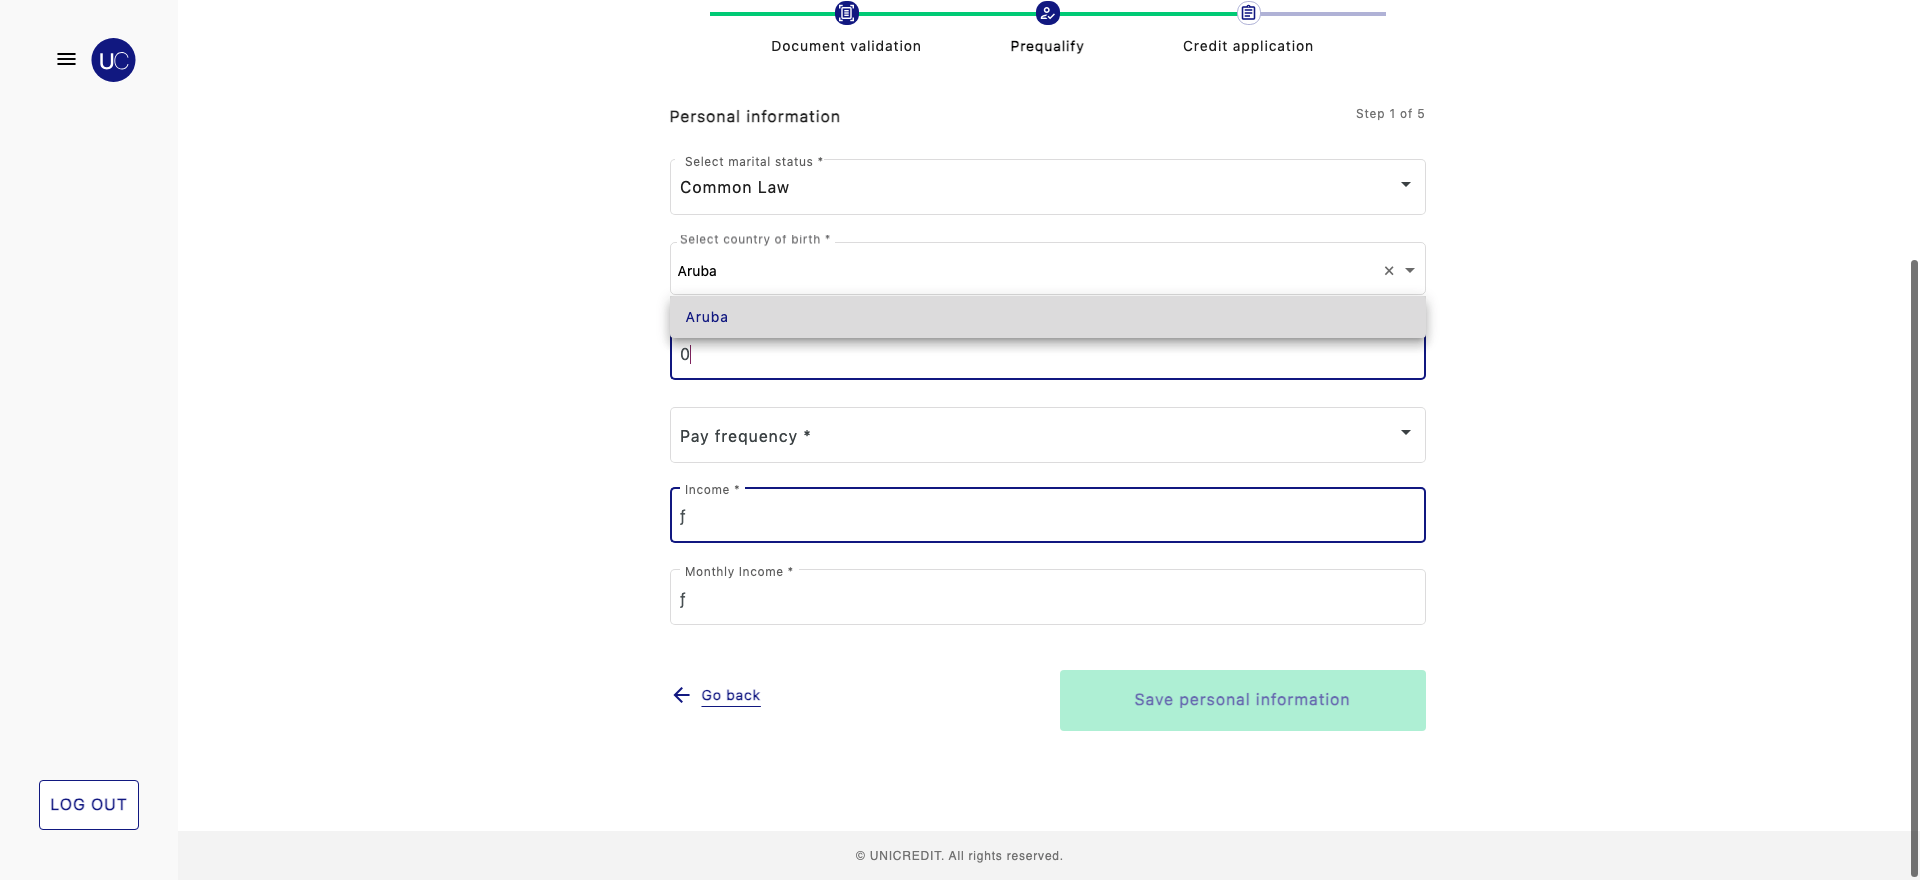 UC
Document validation
Prequalify
Credit application
Personal information
Step 1 of 5
Select marital status *
Common Law
Select country of birth *
Aruba
Aruba
0
Pay frequency *
Income *
ƒ
Monthly Income *
ƒ
Go back
Save personal information
LOG OUT
© UNICREDIT. All rights reserved.